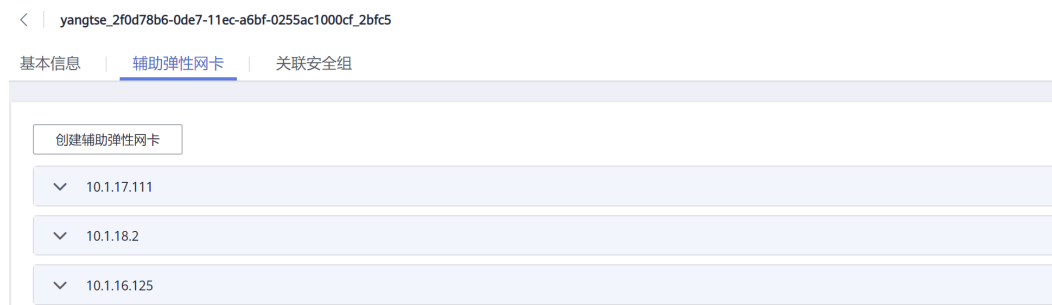 yangtse_2f0d78b6-0de7-11ec-a6bf-0255ac1000cf_2bfc5
基本信息 辅助弹性网卡 关联安全组
创建辅助弹性网卡
10.1.17.111
10.1.18.2
10.1.16.125